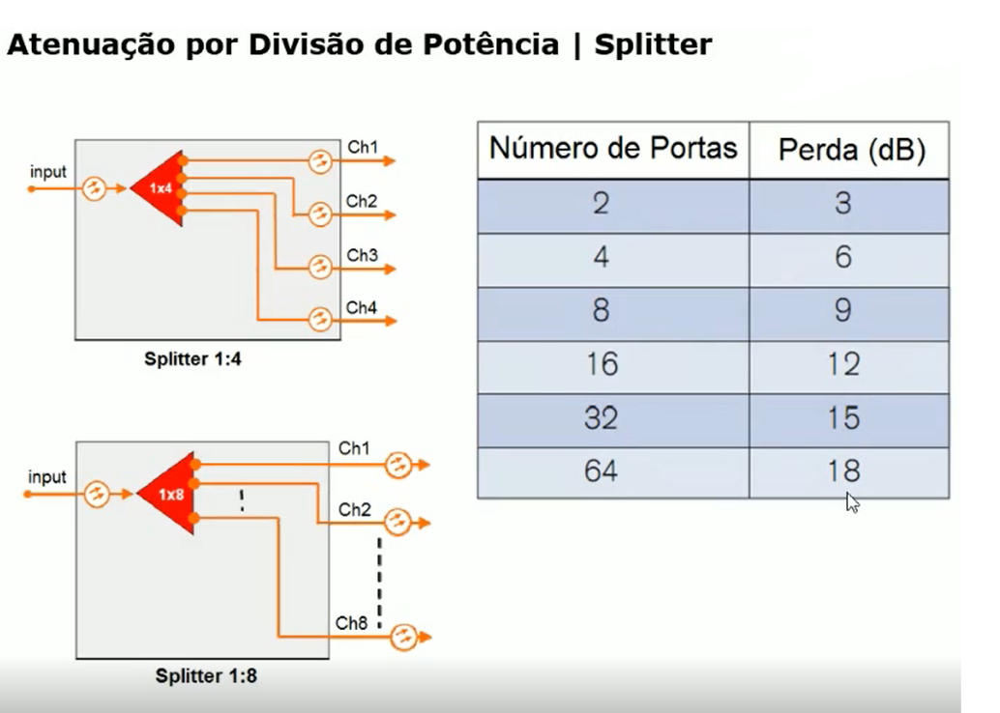 Atenuação por Divisão de Potência | Splitter
input
1x4
Ch1
Ch2
Ch3
Ch4
Splitter 1:4
input
1x8
Ch1
Ch2
Ch8
Splitter 1:8
Número de Portas Perda (dB)
2 3
4 6
8 9
16 12
32 15
64 18